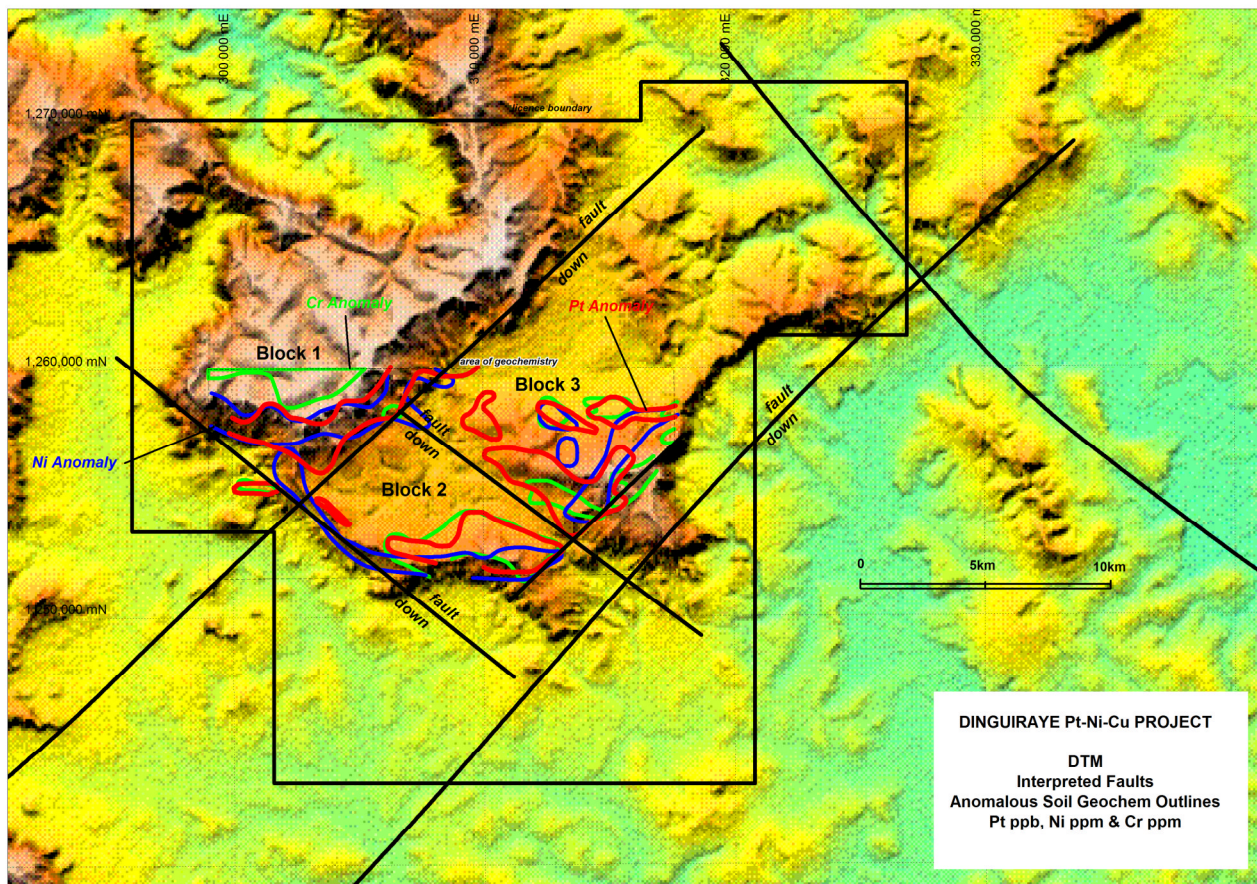 300,000 mE
310,000 mE
320,000 mE
330,000 mE
licence boundary
1,270,000 mN
fault
down
Cr Anomaly
Pt Anomaly
Block 1
area of geochemistry
1,260,000 mN
Block 3
fault
down
fault
down
Ni Anomaly
Block 2
0 5km 10km
1,250,000 mN
fault
down
DINGUIRAYE Pt-Ni-Cu PROJECT
DTM
Interpreted Faults
Anomalous Soil Geochem Outlines
Pt ppb, Ni ppm & Cr ppm